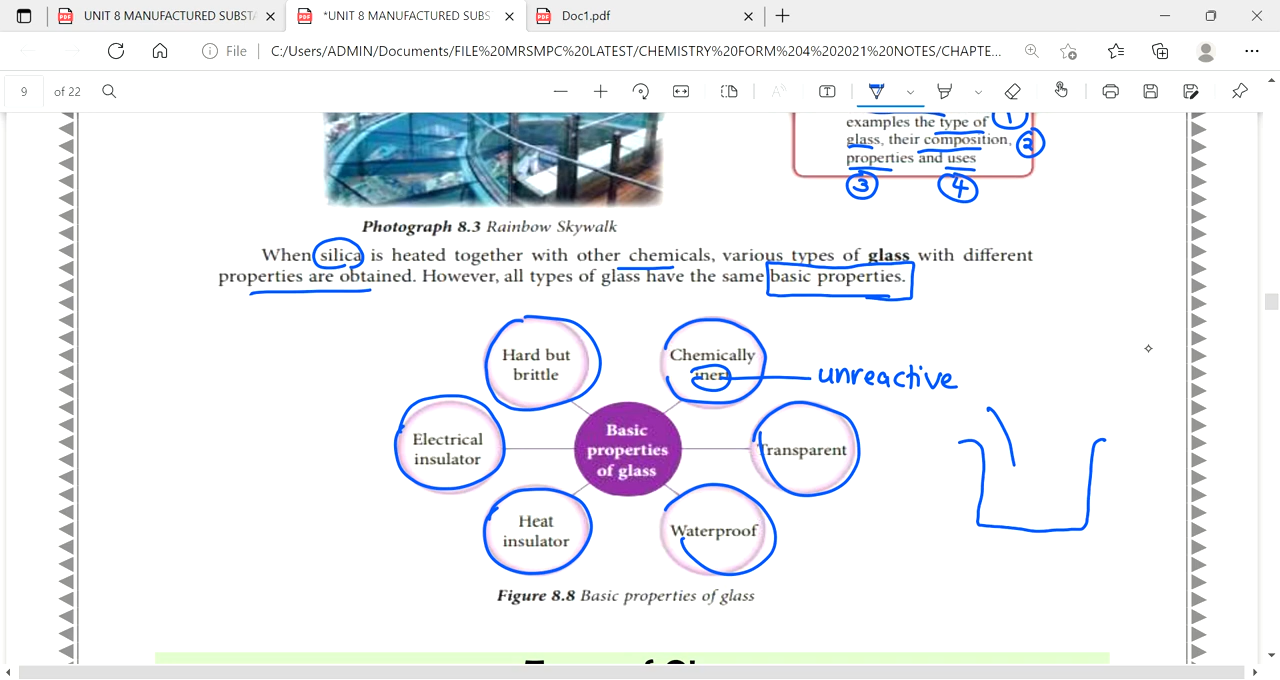 UNIT 8 MANUFACTURED SUBSTA
*UNIT 8 MANUFACTURED SUBS
Doc1.pdf
File
C:/Users/ADMIN/Documents/FILE%20MRSMPC%20LATEST/CHEMISTRY%20FORM%204%202021%20NOTES/CHAPTE...
9 of 22
examples the type of 1
glass, their composition, 2
properties and uses
3 4
Photograph 8.3 Rainbow Skywalk
When silica is heated together with other chemicals, various types of glass with different
properties are obtained. However, all types of glass have the same basic properties.
Hard but
brittle
Chemically
inert
unreactive
Electrical
insulator
Basic
properties
of glass
Transparent
Heat
insulator
Waterproof
Figure 8.8 Basic properties of glass